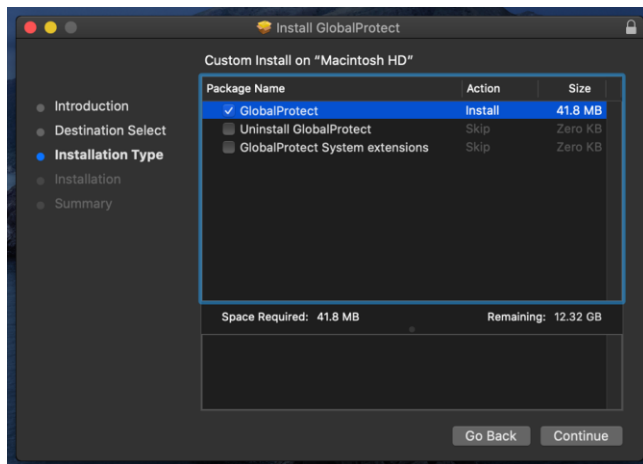 Install GlobalProtect
Custom Install on “Macintosh HD”
Introduction
Destination Select
Installation Type
Installation
Summary
Package Name Action Size
GlobalProtect Install 41.8 MB
Uninstall GlobalProtect Skip Zero KB
GlobalProtect System extensions Skip Zero KB
Space Required: 41.8 MB Remaining: 12.32 GB
Go Back Continue